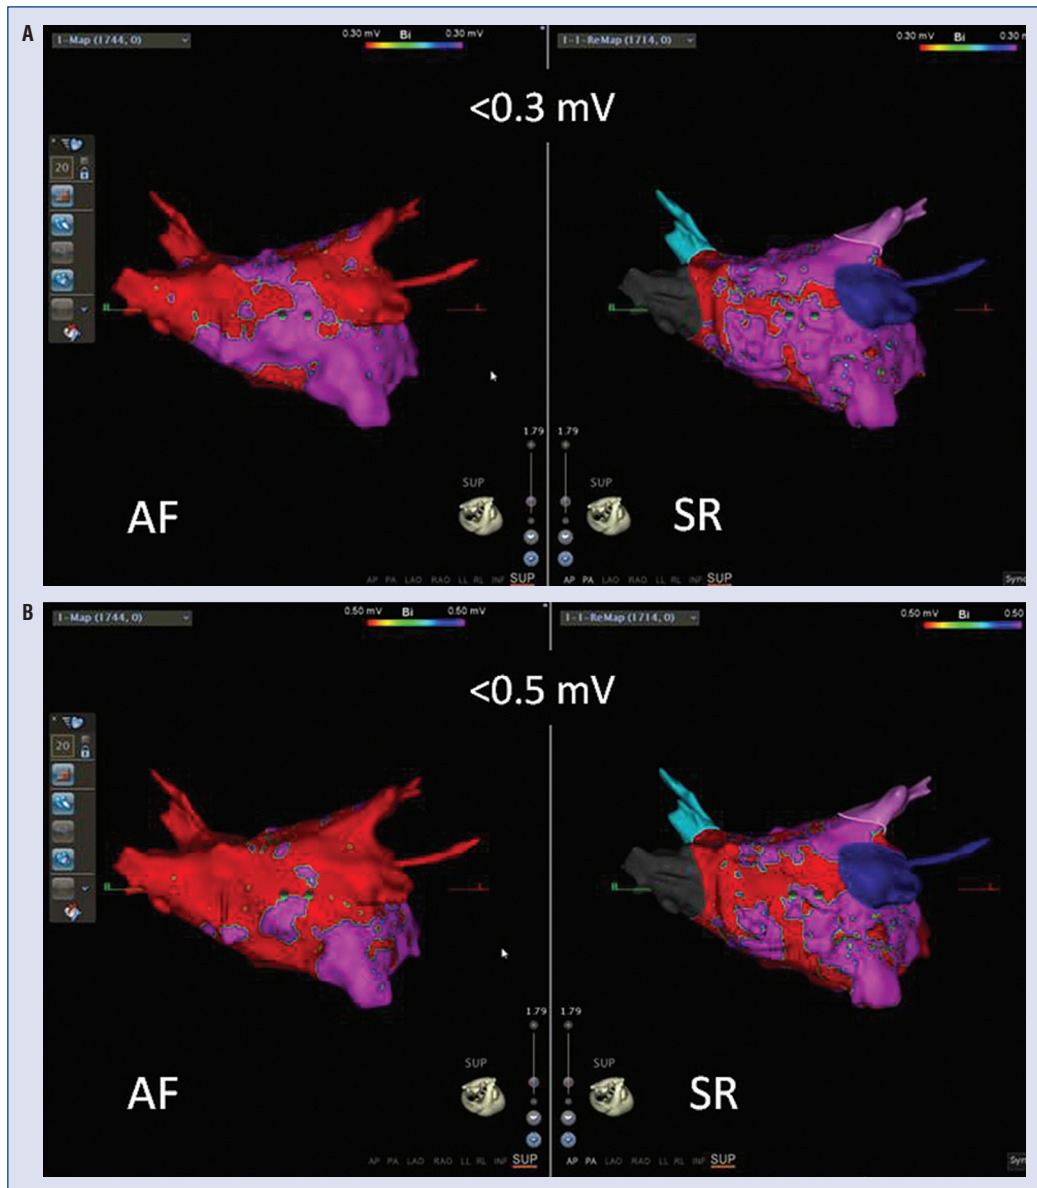 A
1-Map (1744, 0)
0.30 mV Bi 0.30 mV
1-1-ReMap (1714, 0)
0.30 mV Bi 0.30 m
<0.3 mV
20
R
L
1.79
1.79
SUP
SUP
AF
SR
AP PA LAO RAO LL RL INF SUP
AP PA LAO RAO LL RL INF SUP
Sync
B
1-Map (1744, 0)
0.50 mV Bi 0.50 mV
1-1-ReMap (1714, 0)
0.50 mV Bi 0.50
<0.5 mV
20
R
L
1.79
1.79
SUP
SUP
AF
SR
AP PA LAO RAO LL RL INF SUP
AP PA LAO RAO LL RL INF SUP
Syn